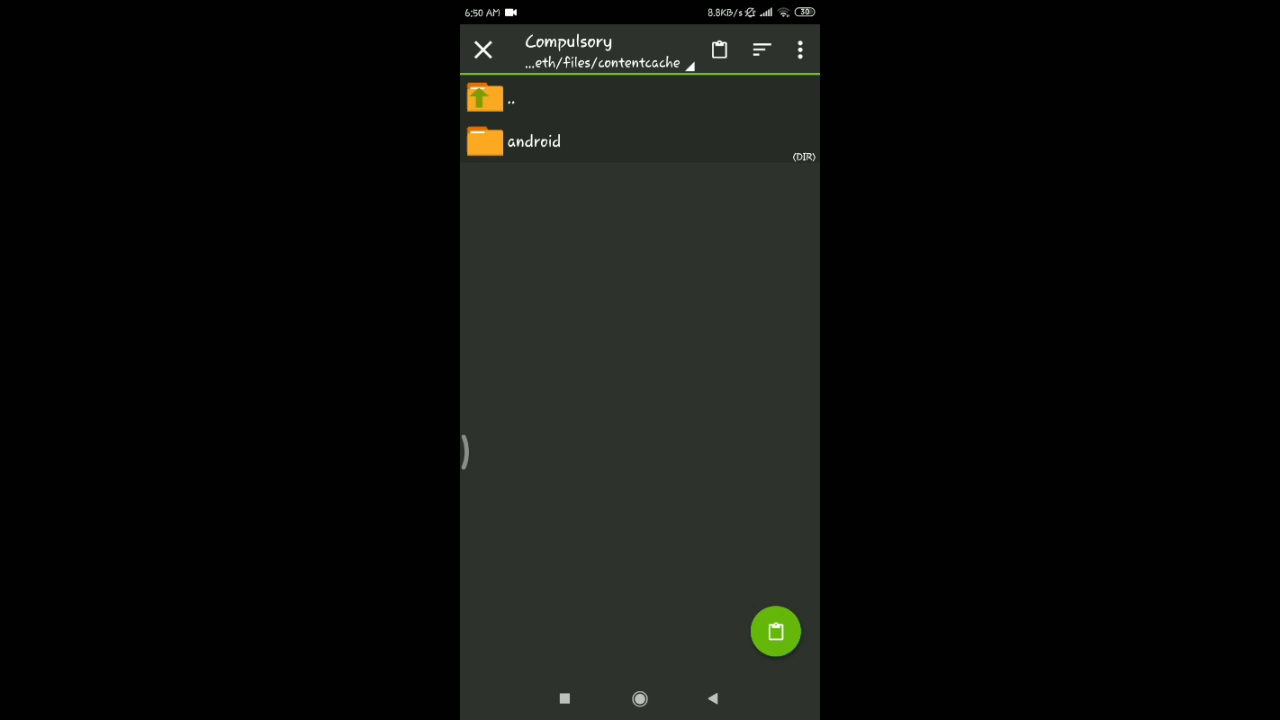 6:50 AM
8.8KB/s
30
Compulsory
...eth/files/contentcache
..
android
(DIR)